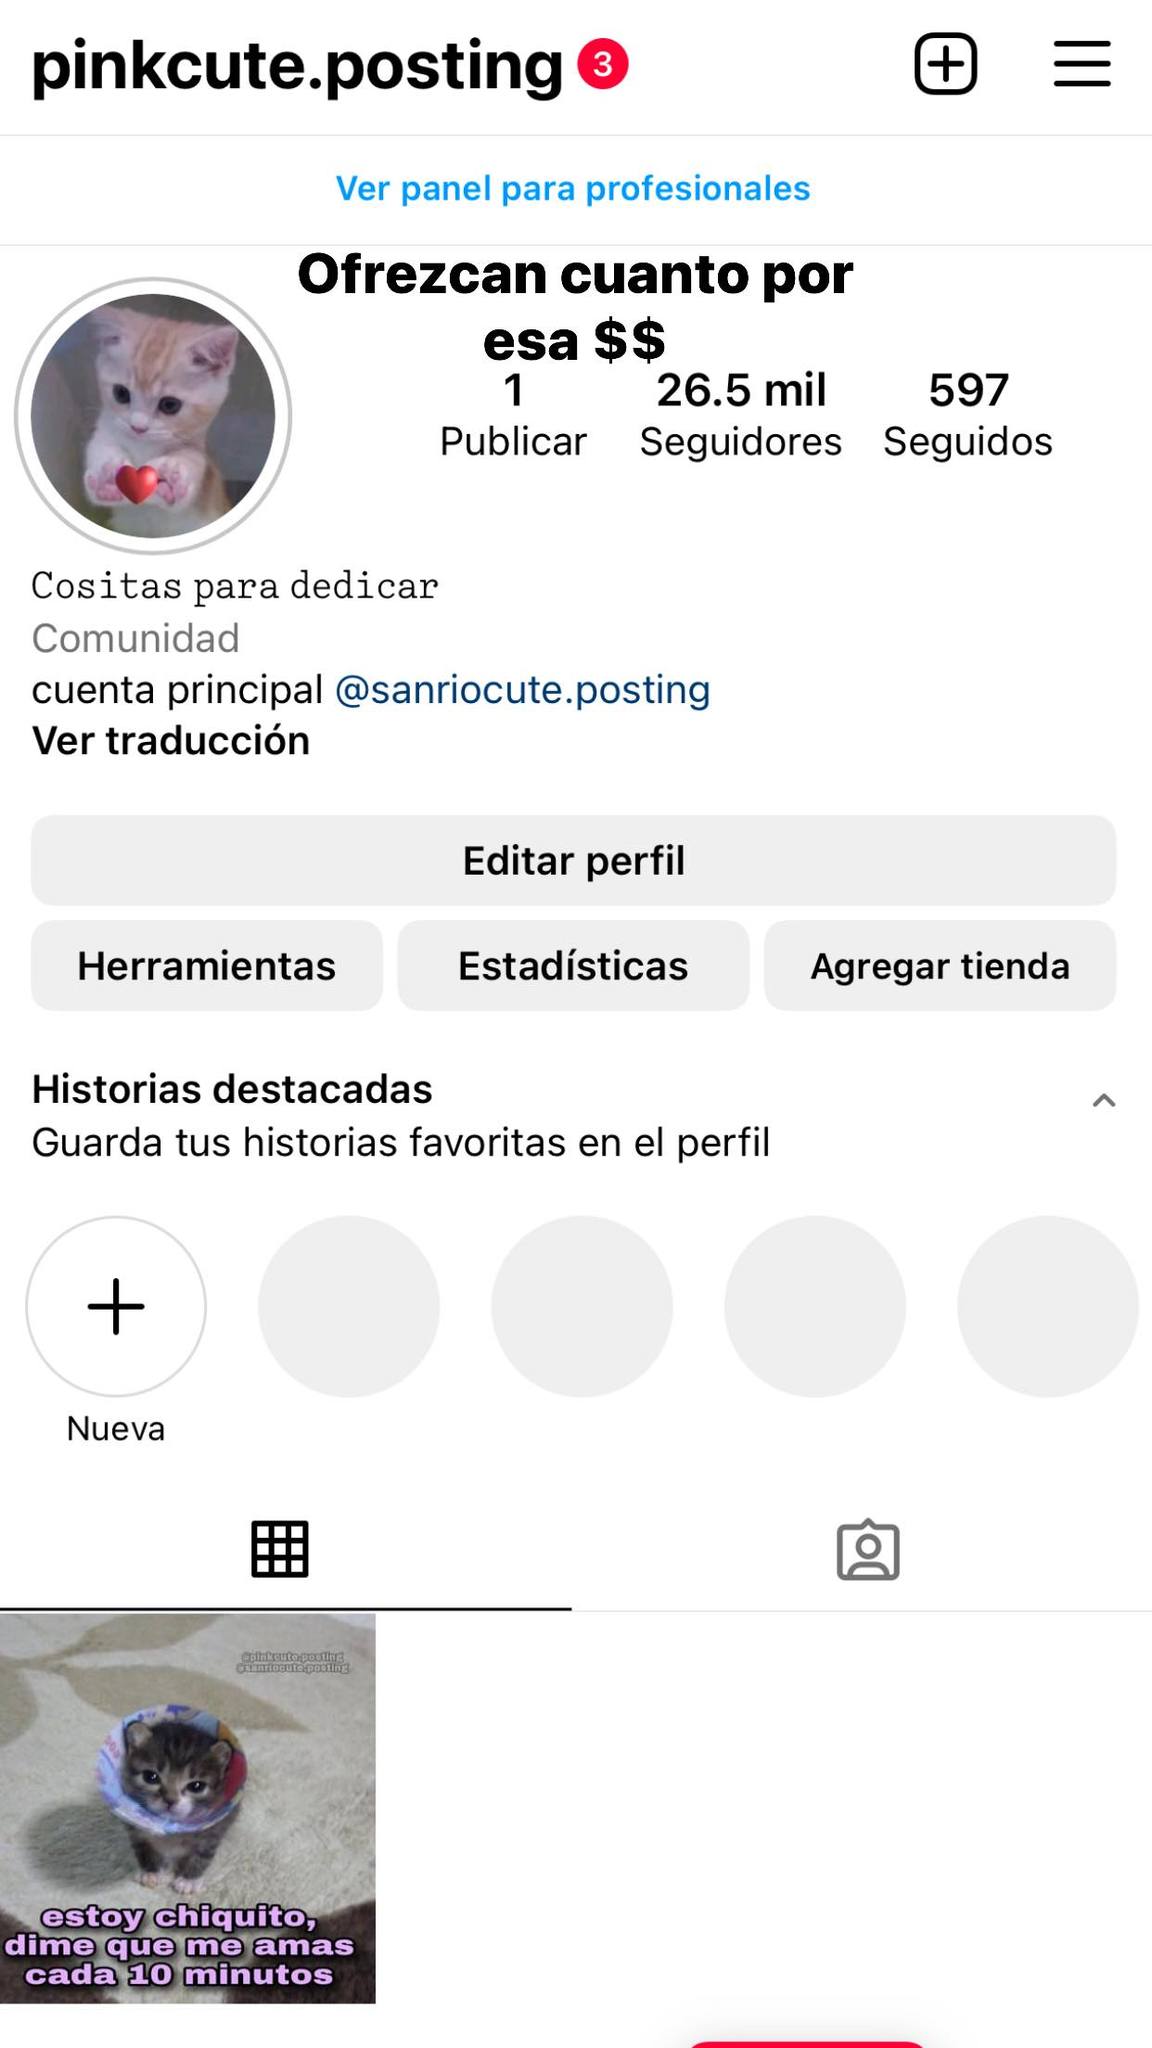 pinkcute.posting 3
Ver panel para profesionales
Ofrezcan cuanto por
esa $$
1 26.5 mil 597
Publicar Seguidores Seguidos
Cositas para dedicar
Comunidad
cuenta principal @sanriocute.posting
Ver traducción
Editar perfil
Herramientas Estadísticas Agregar tienda
Historias destacadas
Guarda tus historias favoritas en el perfil
Nueva
@pinkcute.posting
@sanriocute.posting
estoy chiquito,
dime que me amas
cada 10 minutos